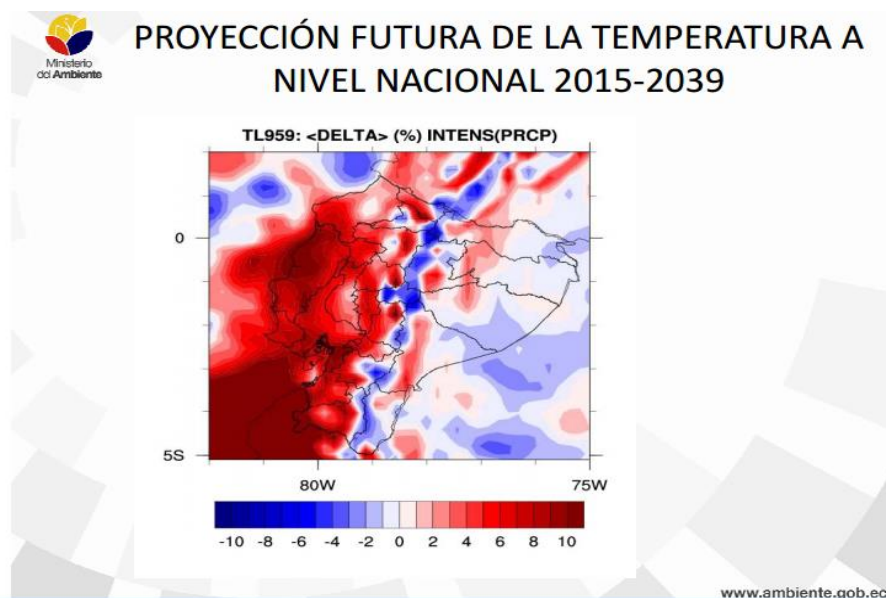 PROYECCIÓN FUTURA DE LA TEMPERATURA A
NIVEL NACIONAL 2015-2039
Ministerio
del Ambiente
TL959: <DELTA> (%) INTENS(PRCP)
0
5S
80W 75W
-10 -8 -6 -4 -2 0 2 4 6 8 10
www.ambiente.gob.ec